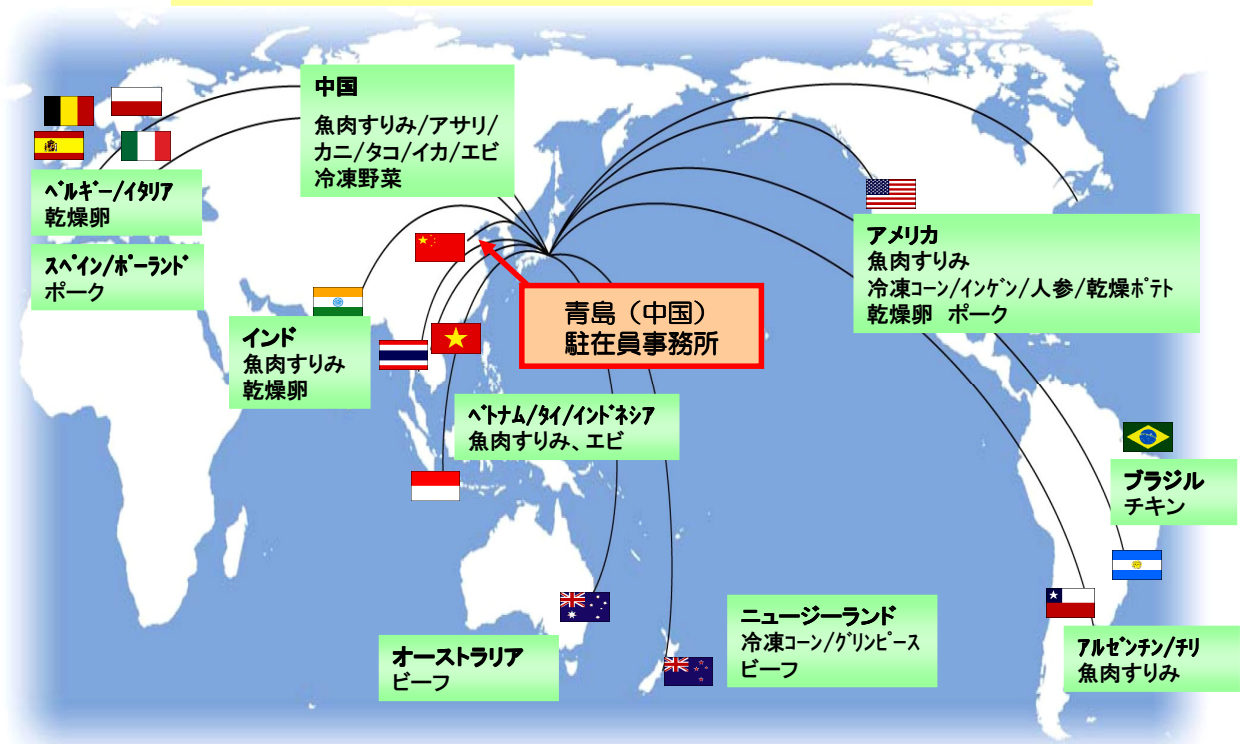 中国
魚肉すりみ/アサリ/
カニ/タコ/イカ/エビ
冷凍野菜
ﾍﾞﾙｷﾞｰ/ｲﾀﾘｱ
乾燥卵
ｽﾍﾟｲﾝ/ﾎﾟｰﾗﾝﾄﾞ
ポーク
インド
魚肉すりみ
乾燥卵
青島（中国）
駐在員事務所
ﾍﾞﾄﾅﾑ/ﾀｲ/ｲﾝﾄﾞﾈｼｱ
魚肉すりみ、エビ
アメリカ
魚肉すりみ
冷凍ｺｰﾝ/ｲﾝｹﾞﾝ/人参/乾燥ﾎﾟﾃﾄ
乾燥卵　ポーク
ブラジル
チキン
オーストラリア
ビーフ
ニュージーランド
冷凍ｺｰﾝ/ｸﾞﾘﾝﾋﾟｰｽ
ビーフ
ｱﾙｾﾞﾝﾁﾝ/ﾁﾘ
魚肉すりみ